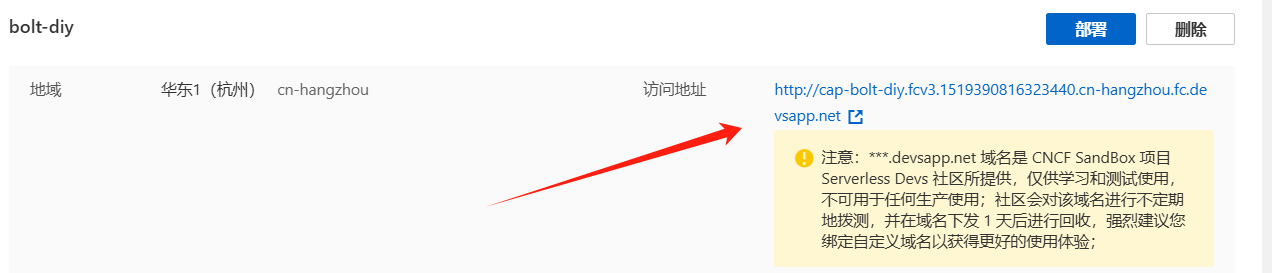 bolt-diy
部署
删除
地域
华东1（杭州） cn-hangzhou
访问地址
http://cap-bolt-diy.fcv3.1519390816323440.cn-hangzhou.fc.de
vsapp.net
注意：***.devsapp.net 域名是 CNCF SandBox 项目
Serverless Devs 社区所提供，仅供学习和测试使用，
不可用于任何生产使用；社区会对该域名进行不定期
地拨测，并在域名下发 1 天后进行回收，强烈建议您
绑定自定义域名以获得更好的使用体验；